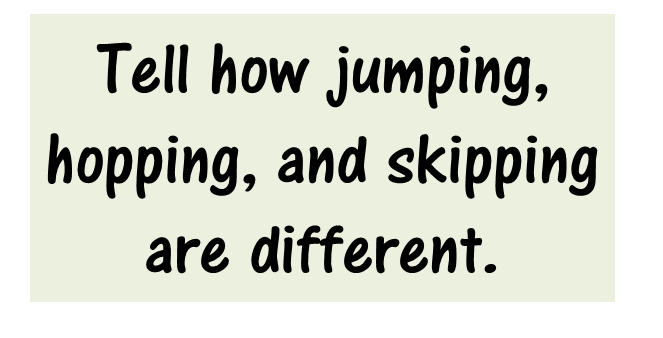 Tell how jumping,
hopping, and skipping
are different.